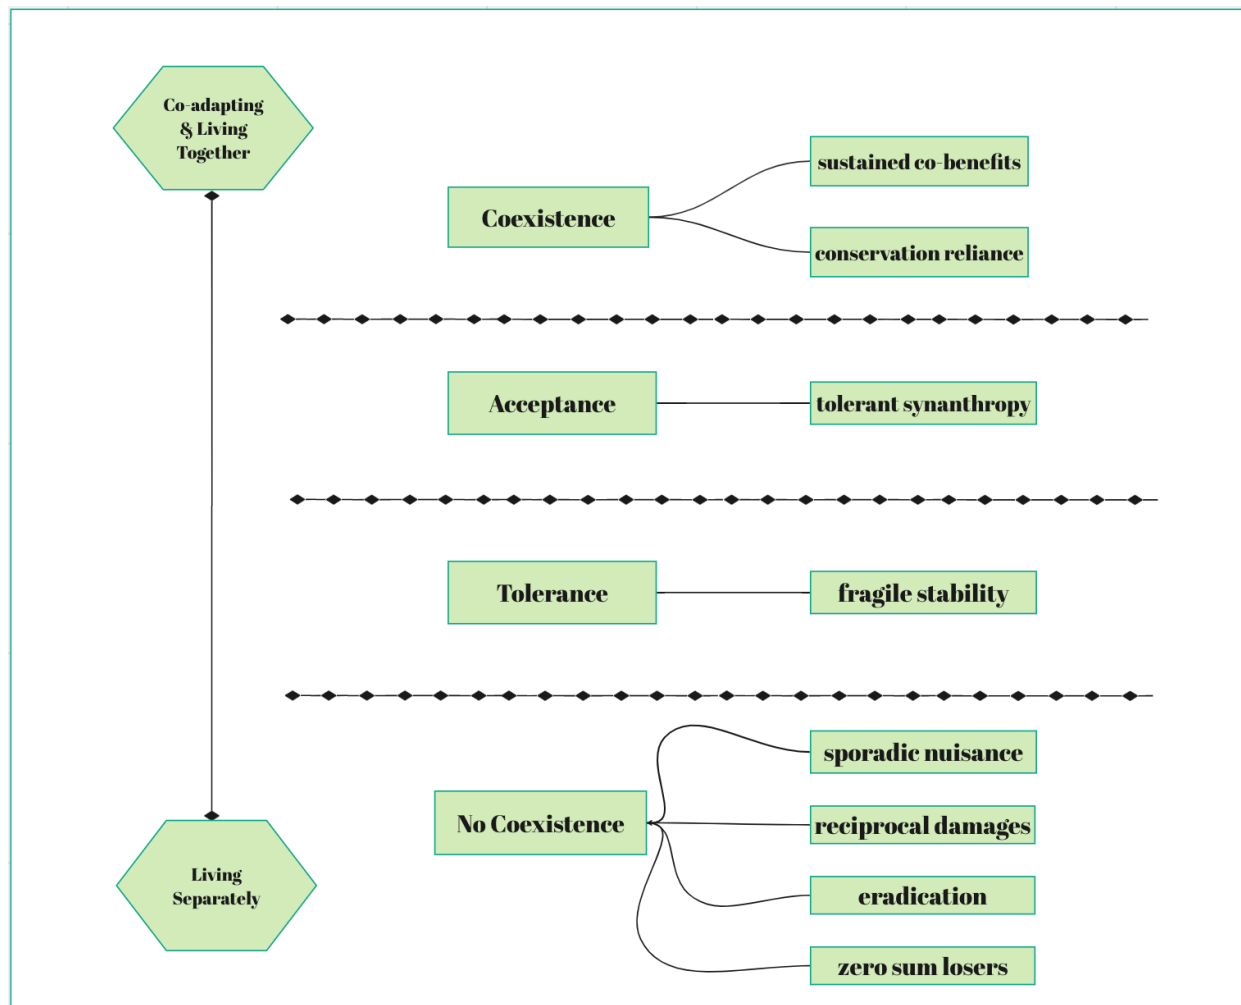 Co-adapting
& Living
Together
Coexistence
sustained co-benefits
conservation reliance
Acceptance
tolerant synanthropy
Tolerance
fragile stability
No Coexistence
sporadic nuisance
reciprocal damages
eradication
zero sum losers
Living
Separately